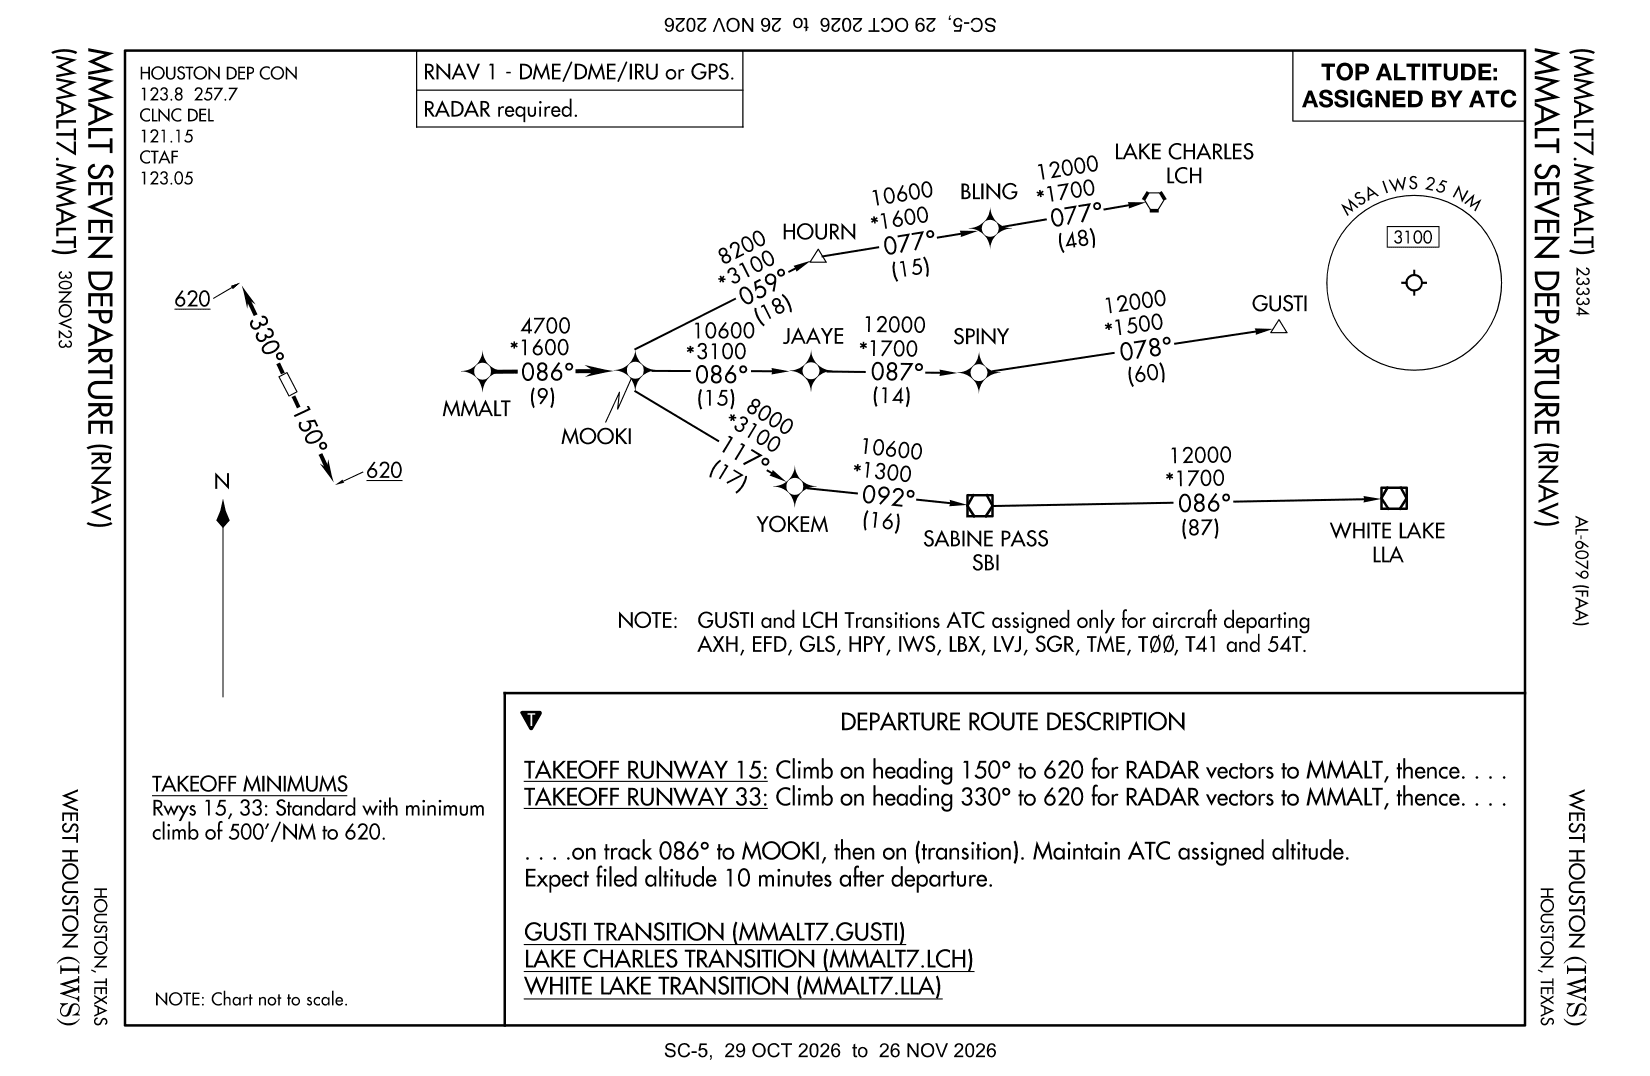 SC-5, 29 OCT 2026 to 26 NOV 2026
MMALT SEVEN DEPARTURE (RNAV)
(MMALT7.MMALT) 30NOV23
WEST HOUSTON (IWS)
HOUSTON, TEXAS
HOUSTON DEP CON
123.8 257.7
CLNC DEL
121.15
CTAF
123.05
RNAV 1 - DME/DME/IRU or GPS.
RADAR required.
TOP ALTITUDE:
ASSIGNED BY ATC
MSA IWS 25 NM
3100
620
330°
150°
620
N
MMALT
4700
*1600
086°
(9)
MOOKI
8200
*3100
059°
(18)
HOURN
10600
*1600
077°
(15)
BLING
12000
*1700
077°
(48)
LAKE CHARLES
LCH
10600
*3100
086°
(15)
JAAYE
12000
*1700
087°
(14)
SPINY
12000
*1500
078°
(60)
GUSTI
8000
*3100
117°
(17)
YOKEM
10600
*1300
092°
(16)
SABINE PASS
SBI
12000
*1700
086°
(87)
WHITE LAKE
LLA
NOTE: GUSTI and LCH Transitions ATC assigned only for aircraft departing
AXH, EFD, GLS, HPY, IWS, LBX, LVJ, SGR, TME, TØØ, T41 and 54T.
TAKEOFF MINIMUMS
Rwys 15, 33: Standard with minimum
climb of 500'/NM to 620.
NOTE: Chart not to scale.
T
DEPARTURE ROUTE DESCRIPTION
TAKEOFF RUNWAY 15: Climb on heading 150° to 620 for RADAR vectors to MMALT, thence. . . .
TAKEOFF RUNWAY 33: Climb on heading 330° to 620 for RADAR vectors to MMALT, thence. . . .
. . . .on track 086° to MOOKI, then on (transition). Maintain ATC assigned altitude.
Expect filed altitude 10 minutes after departure.
GUSTI TRANSITION (MMALT7.GUSTI)
LAKE CHARLES TRANSITION (MMALT7.LCH)
WHITE LAKE TRANSITION (MMALT7.LLA)
(MMALT7.MMALT) 23334
MMALT SEVEN DEPARTURE (RNAV)
AL-6079 (FAA)
WEST HOUSTON (IWS)
HOUSTON, TEXAS
SC-5, 29 OCT 2026 to 26 NOV 2026